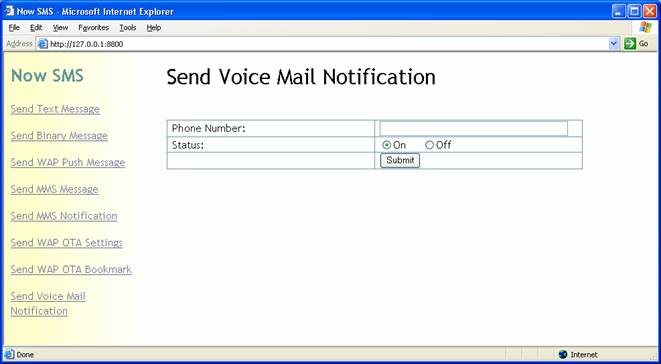 Now SMS - Microsoft Internet Explorer
File Edit View Favorites Tools Help
Address http://127.0.0.1:8800 Go
Now SMS
Send Text Message
Send Binary Message
Send WAP Push Message
Send MMS Message
Send MMS Notification
Send WAP OTA Settings
Send WAP OTA Bookmark
Send Voice Mail
Notification
Send Voice Mail Notification
Phone Number:
Status: On Off
Submit
Done Internet